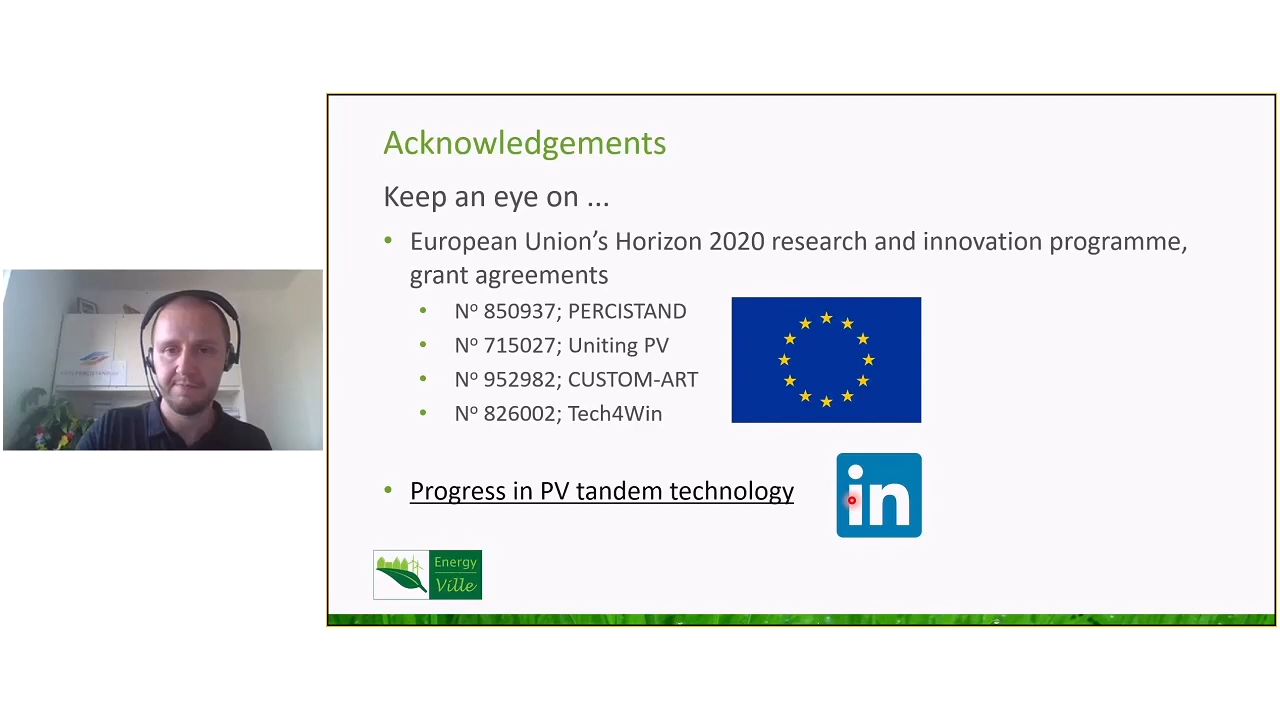 Acknowledgements
Keep an eye on ...
• European Union’s Horizon 2020 research and innovation programme,
grant agreements
• Nº 850937; PERCISTAND
• Nº 715027; Uniting PV
• Nº 952982; CUSTOM-ART
• Nº 826002; Tech4Win
• Progress in PV tandem technology
in
Energy
Ville